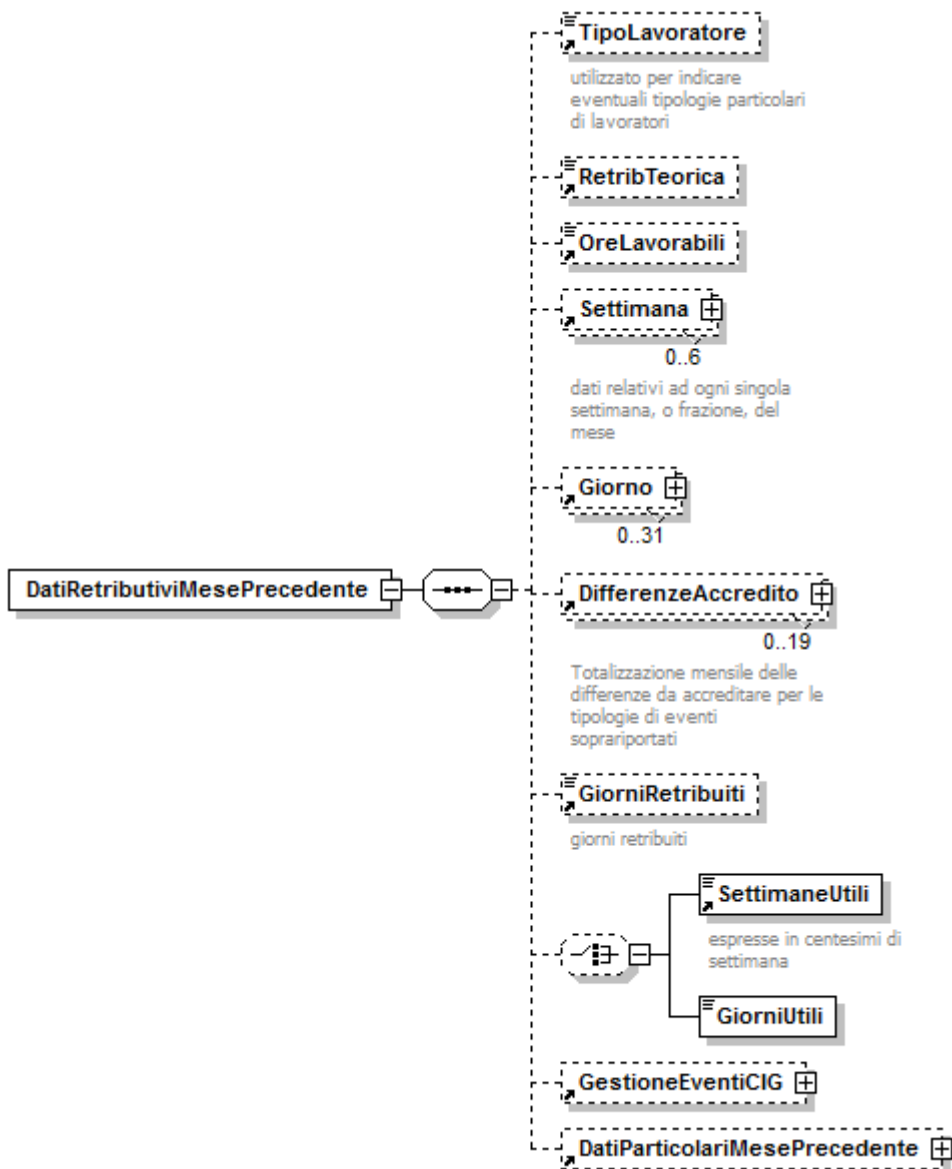 TipoLavoratore
utilizzato per indicare
eventuali tipologie particolari
di lavoratori
RetribTeorica
OreLavorabili
Settimana
0..6
dati relativi ad ogni singola
settimana, o frazione, del
mese
Giorno
0..31
DatiRetributiviMesePrecedente
DifferenzeAccredito
0..19
Totalizzazione mensile delle
differenze da accreditare per le
tipologie di eventi
soprariportati
GiorniRetribuiti
giorni retribuiti
SettimaneUtili
espresse in centesimi di
settimana
GiorniUtili
GestioneEventiCIG
DatiParticolariMesePrecedente